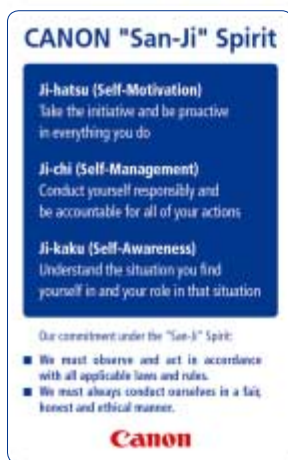 CANON "San-Ji" Spirit
Ji-hatsu (Self-Motivation)
Take the initiative and be proactive
in everything you do
Ji-chi (Self-Management)
Conduct yourself responsibly and
be accountable for all of your actions
Ji-kaku (Self-Awareness)
Understand the situation you find
yourself in and your role in that situation
Our commitment under the "San-Ji" Spirit:
We must observe and act in accordance
with all applicable laws and rules.
We must always conduct ourselves in a fair,
honest and ethical manner.
Canon